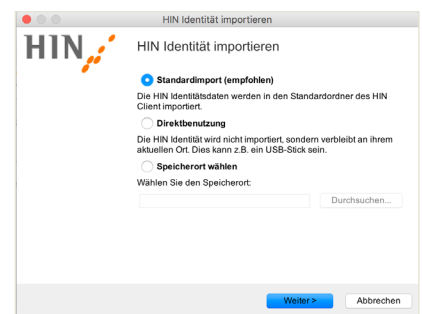 HIN Identität importieren
HIN
HIN Identität importieren
Standardimport (empfohlen)
Die HIN Identitätsdaten werden in den Standardordner des HIN
Client importiert.
Direktbenutzung
Die HIN Identität wird nicht importiert, sondern verbleibt an ihrem
aktuellen Ort. Dies kann z.B. ein USB-Stick sein.
Speicherort wählen
Wählen Sie den Speicherort:
Durchsuchen...
Weiter >
Abbrechen